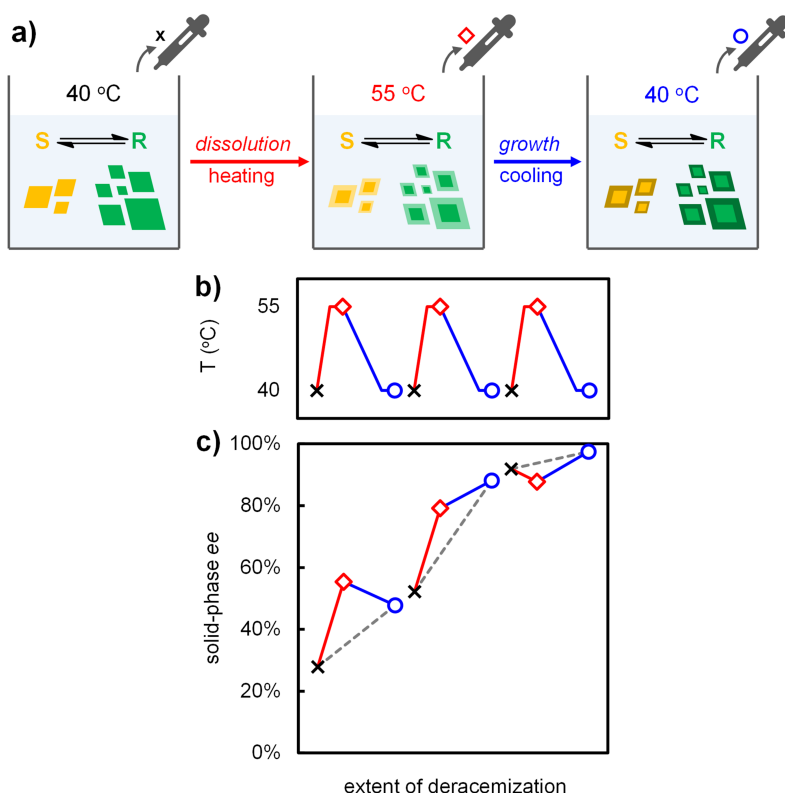 a)
x
40 °C
55 °C
40 °C
S R
dissolution
heating
S R
growth
cooling
S R
b)
T (°C)
55
40
c)
solid-phase ee
100%
80%
60%
40%
20%
0%
extent of deracemization